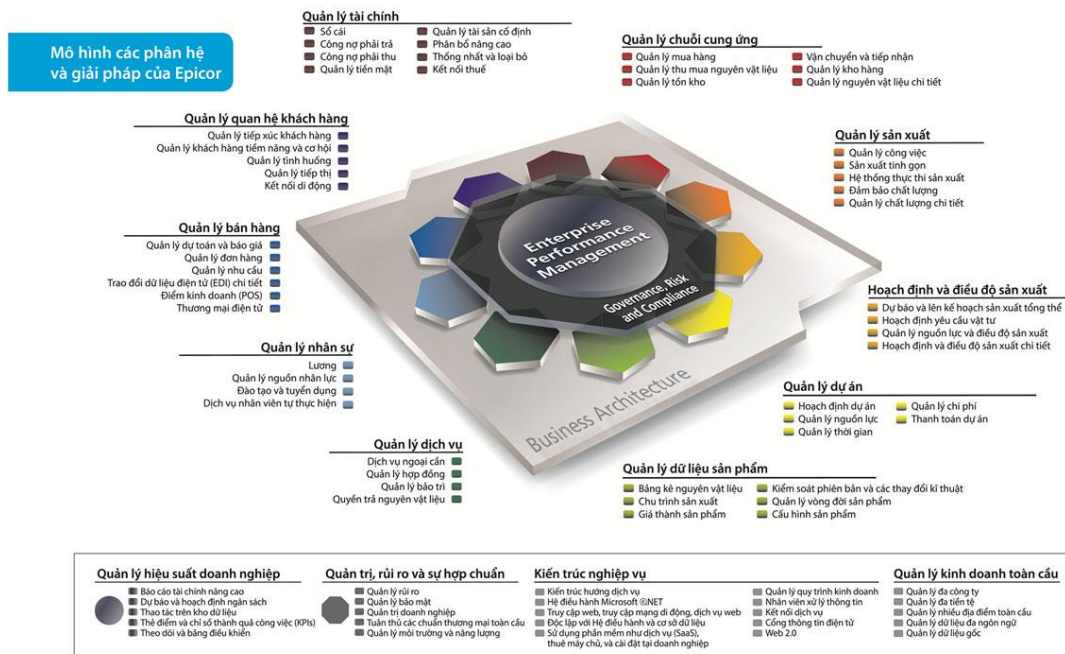 Mô hình các phân hệ
và giải pháp của Epicor
Quản lý tài chính
Sổ cái
Công nợ phải trả
Công nợ phải thu
Quản lý tiền mặt
Quản lý tài sản cố định
Phân bổ nâng cao
Thống nhất và loại bỏ
Kết nối thuế
Quản lý chuỗi cung ứng
Quản lý mua hàng
Quản lý thu mua nguyên vật liệu
Quản lý tồn kho
Vận chuyển và tiếp nhận
Quản lý kho hàng
Quản lý nguyên vật liệu chi tiết
Quản lý quan hệ khách hàng
Quản lý tiếp xúc khách hàng
Quản lý khách hàng tiềm năng và cơ hội
Quản lý tình huống
Quản lý tiếp thị
Kết nối di động
Quản lý sản xuất
Quản lý công việc
Sản xuất tinh gọn
Hệ thống thực thi sản xuất
Đảm bảo chất lượng
Quản lý chất lượng chi tiết
Quản lý bán hàng
Quản lý dự toán và báo giá
Quản lý đơn hàng
Quản lý nhu cầu
Trao đổi dữ liệu điện tử (EDI) chi tiết
Điểm kinh doanh (POS)
Thương mại điện tử
Enterprise
Performance
Management
Governance, Risk
and Compliance
Business Architecture
Hoạch định và điều độ sản xuất
Dự báo và lên kế hoạch sản xuất tổng thể
Hoạch định yêu cầu vật tư
Quản lý nguồn lực và điều độ sản xuất
Hoạch định và điều độ sản xuất chi tiết
Quản lý nhân sự
Lương
Quản lý nguồn nhân lực
Đào tạo và tuyển dụng
Dịch vụ nhân viên tự thực hiện
Quản lý dự án
Hoạch định dự án
Quản lý nguồn lực
Quản lý thời gian
Quản lý chi phí
Thanh toán dự án
Quản lý dịch vụ
Dịch vụ ngoại cần
Quản lý hợp đồng
Quản lý bảo trì
Quyền trả nguyên vật liệu
Quản lý dữ liệu sản phẩm
Bảng kê nguyên vật liệu
Chu trình sản xuất
Giá thành sản phẩm
Kiểm soát phiên bản và các thay đổi kĩ thuật
Quản lý vòng đời sản phẩm
Cấu hình sản phẩm
Quản lý hiệu suất doanh nghiệp
Báo cáo tài chính nâng cao
Dự báo và hoạch định ngân sách
Thao tác trên kho dữ liệu
Thẻ điểm và chỉ số thành quả công việc (KPIs)
Theo dõi và bảng điều khiển
Quản trị, rủi ro và sự hợp chuẩn
Quản lý rủi ro
Quản lý bảo mật
Quản trị doanh nghiệp
Tuân thủ các chuẩn thương mại toàn cầu
Quản lý môi trường và năng lượng
Kiến trúc nghiệp vụ
Kiến trúc hướng dịch vụ
Hệ điều hành Microsoft ®NET
Truy cập web, truy cập mạng di động, dịch vụ web
Độc lập với Hệ điều hành và cơ sở dữ liệu
Sử dụng phần mềm như dịch vụ (SaaS),
thuê máy chủ, và cài đặt tại doanh nghiệp
Quản lý quy trình kinh doanh
Nhân viên xử lý thông tin
Kết nối dịch vụ
Cổng thông tin điện tử
Web 2.0
Quản lý kinh doanh toàn cầu
Quản lý đa công ty
Quản lý đa tiền tệ
Quản lý nhiều địa điểm toàn cầu
Quản lý dữ liệu đa ngôn ngữ
Quản lý dữ liệu gốc